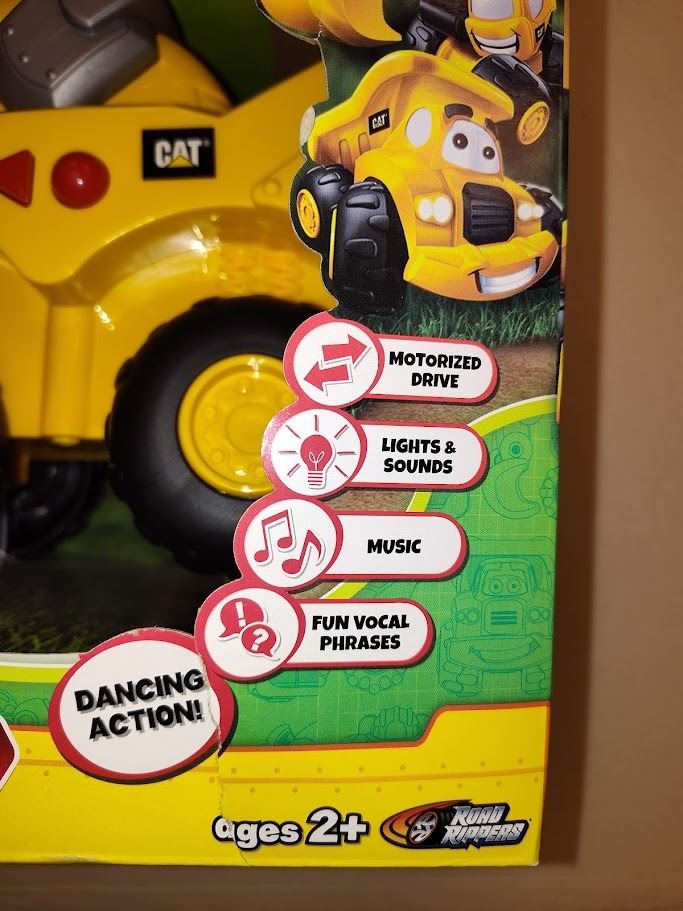 CAT
CAT
MOTORIZED
DRIVE
LIGHTS &
SOUNDS
MUSIC
FUN VOCAL
PHRASES
! ?
DANCING
ACTION!
ages 2+
ROAD
RIPPERS